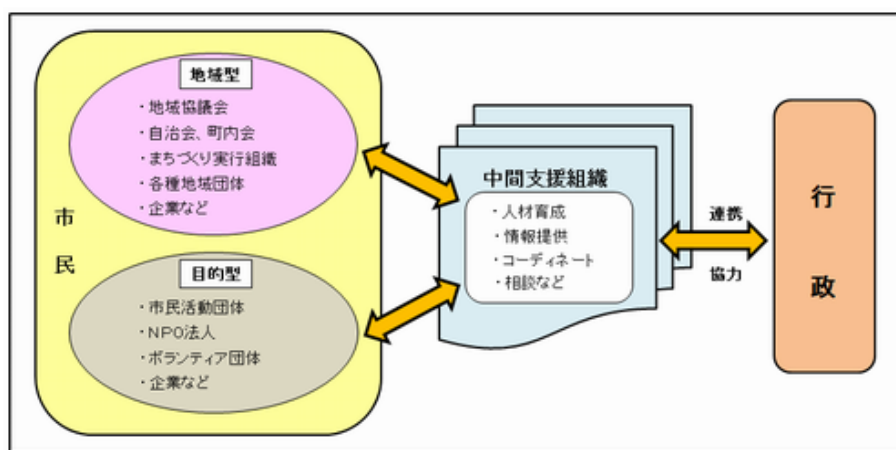 市民
地域型
・地域協議会
・自治会、町内会
・まちづくり実行組織
・各種地域団体
・企業など
目的型
・市民活動団体
・NPO法人
・ボランティア団体
・企業など
中間支援組織
・人材育成
・情報提供
・コーディネート
・相談など
連携
協力
行政